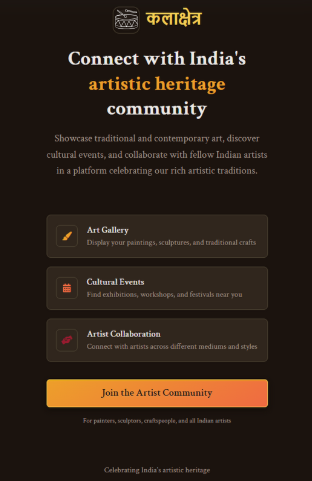 कलाक्षेत्र
Connect with India's
artistic heritage
community
Showcase traditional and contemporary art, discover
cultural events, and collaborate with fellow Indian artists
in a platform celebrating our rich artistic traditions.
Art Gallery
Display your paintings, sculptures, and traditional crafts
Cultural Events
Find exhibitions, workshops, and festivals near you
Artist Collaboration
Connect with artists across different mediums and styles
Join the Artist Community
For painters, sculptors, craftspeople, and all Indian artists
Celebrating India's artistic heritage